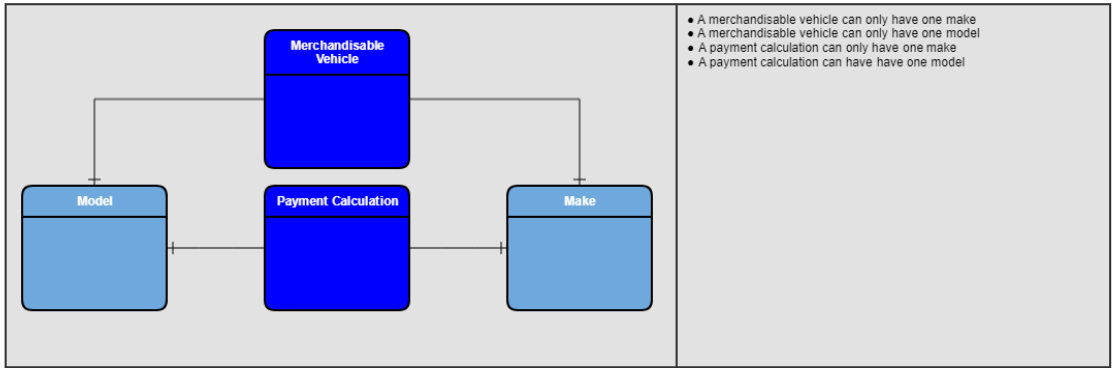 Merchandisable
Vehicle
Model
Payment Calculation
Make
● A merchandisable vehicle can only have one make
● A merchandisable vehicle can only have one model
● A payment calculation can only have one make
● A payment calculation can have have one model